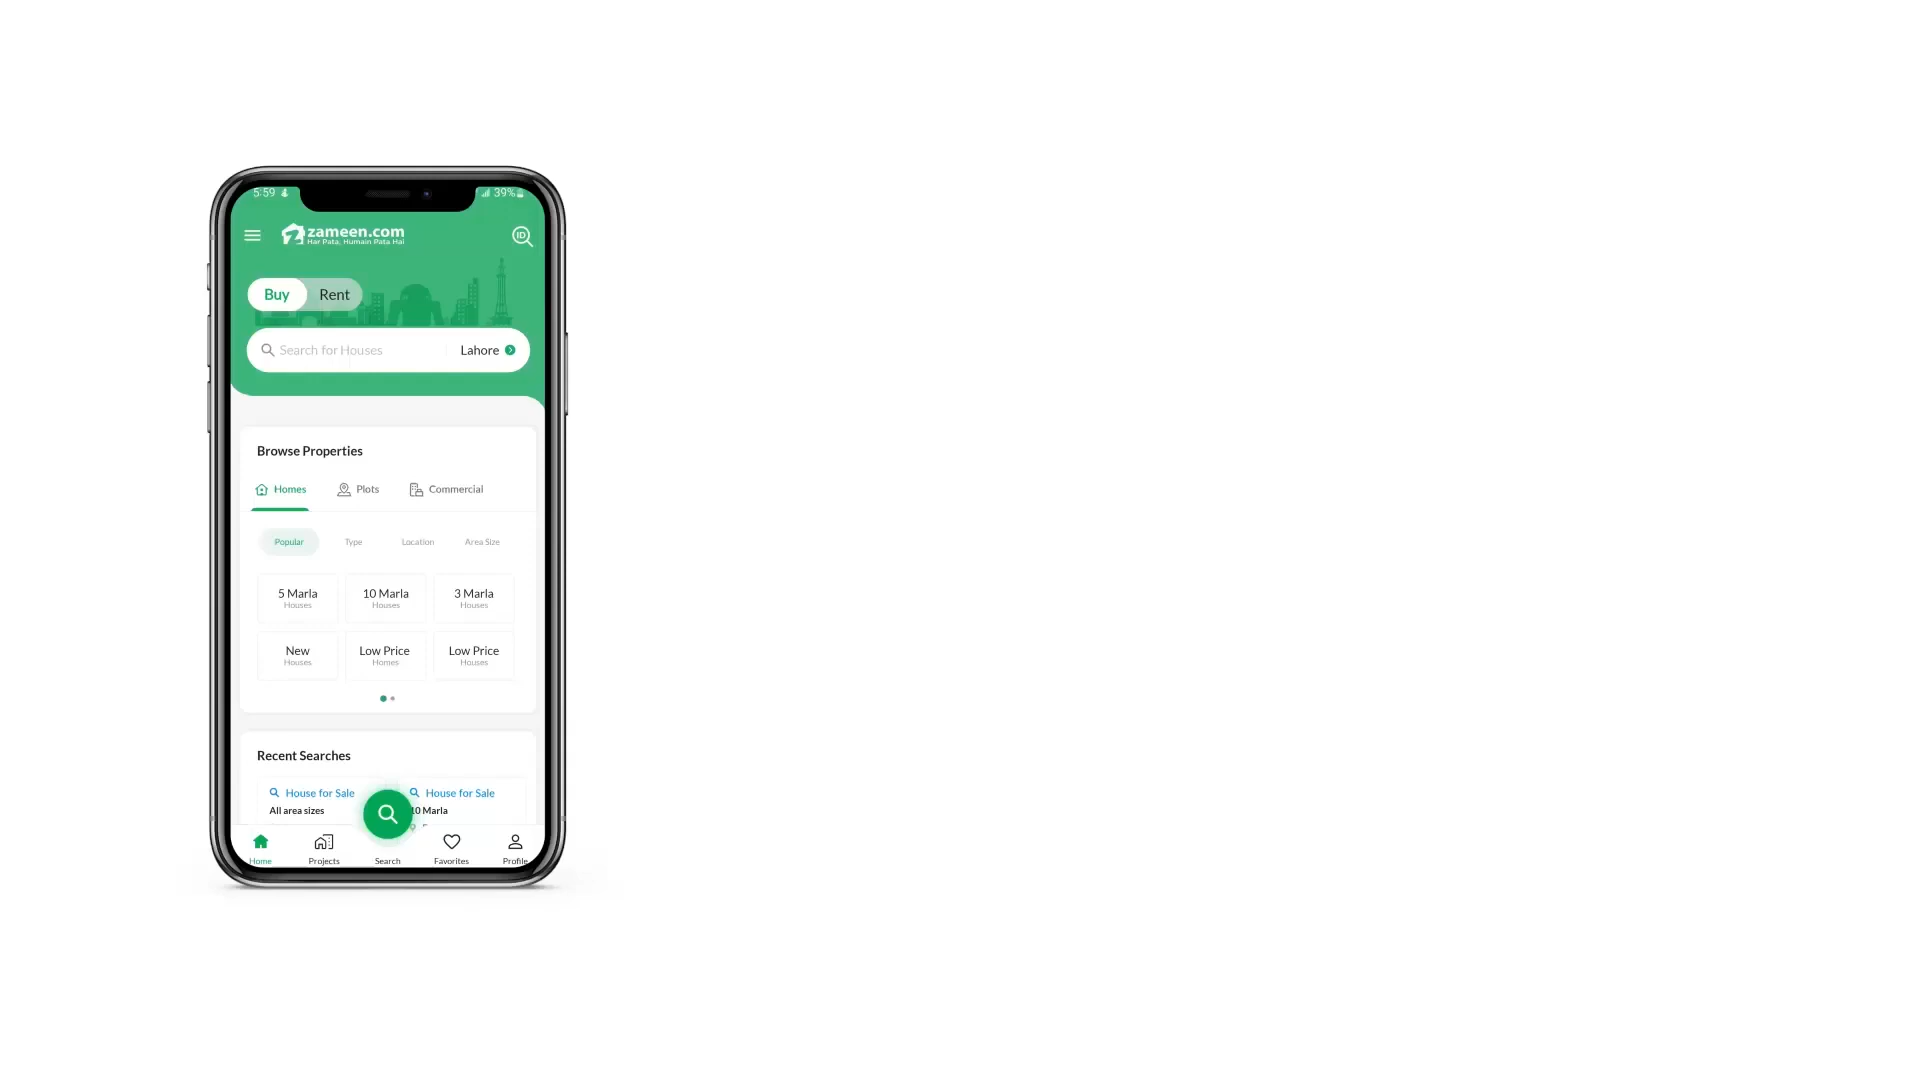 5:59
39%
zameen.com
Har Pata, Humain Pata Hai
ID
Buy
Rent
Search for Houses
Lahore
Browse Properties
Homes
Plots
Commercial
Popular
Type
Location
Area Size
5 Marla
Houses
10 Marla
Houses
3 Marla
Houses
New
Houses
Low Price
Homes
Low Price
Houses
Recent Searches
House for Sale
All area sizes
House for Sale
10 Marla
Home
Projects
Search
Favorites
Profile